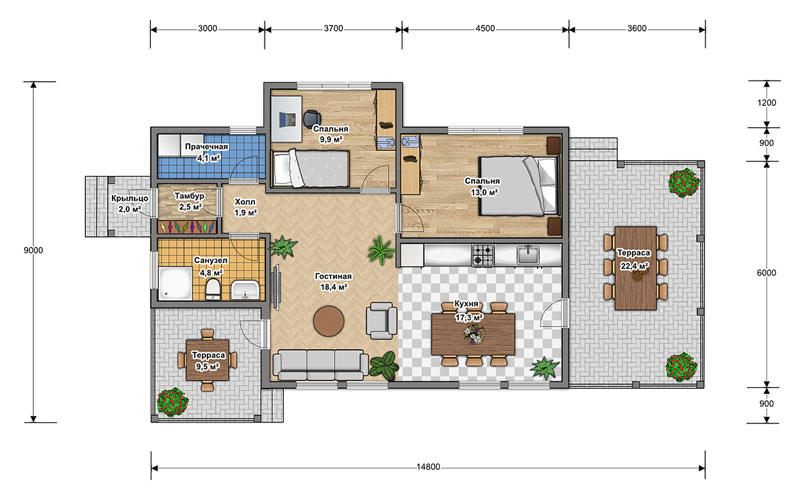 3000
3700
4500
3600
9000
1200
900
6000
900
14800
Спальня
9,9 м²
Прачечная
4,1 м²
Спальня
13,0 м²
Тамбур
2,5 м²
Крыльцо
2,0 м²
Холл
1,9 м²
Санузел
4,8 м²
Гостиная
18,4 м²
Терраса
22,4 м²
Кухня
17,3 м²
Терраса
9,5 м²